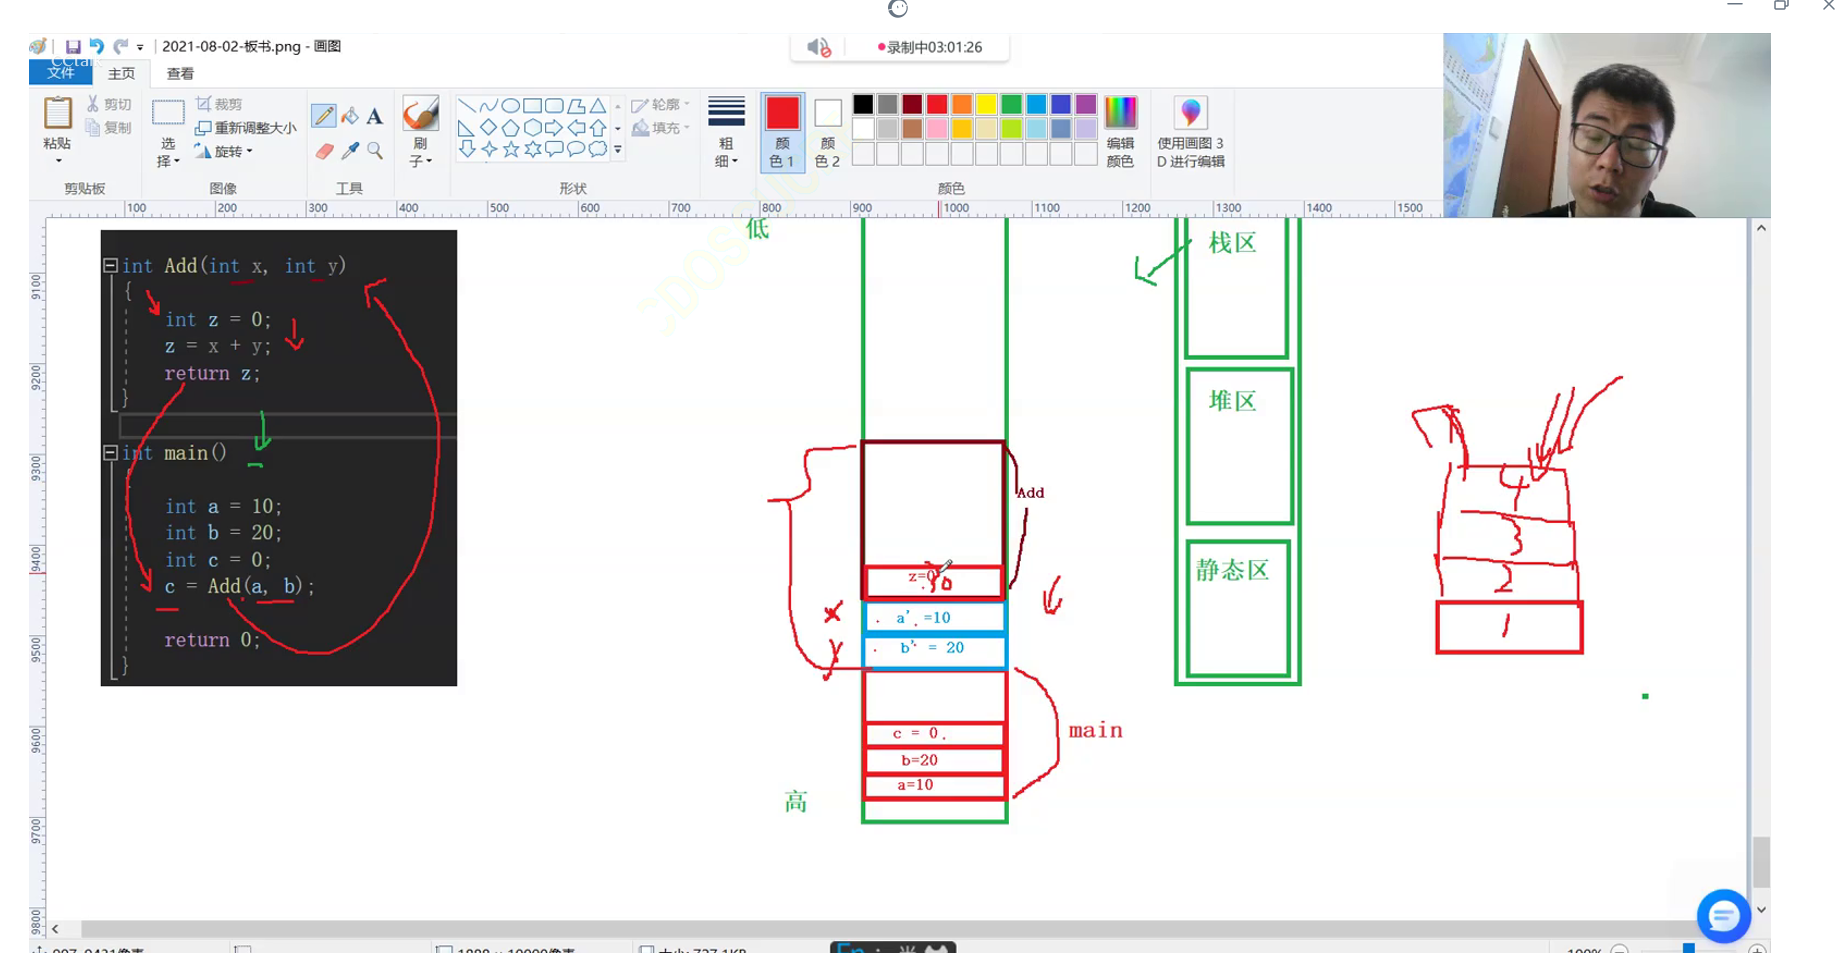 2021-08-02-板书.png - 画图
录制中03:01:26
文件
主页
查看
粘贴
剪切
复制
剪贴板
选择
裁剪
重新调整大小
旋转
图像
A
工具
刷子
形状
轮廓
填充
粗细
颜色 1
颜色 2
颜色
编辑颜色
使用画图 3D 进行编辑
100
200
300
400
500
600
700
800
900
1000
1100
1200
1300
1400
1500
9100
9200
9300
9400
9500
9600
9700
9800
int Add(int x, int y)
{
int z = 0;
z = x + y;
return z;
}
int main()
int a = 10;
int b = 20;
int c = 0;
c = Add(a, b);
return 0;
}
低
Add
z=0
30
x
a' =10
y
b' = 20
main
c = 0
b=20
a=10
高
栈区
堆区
静态区
4
3
2
1